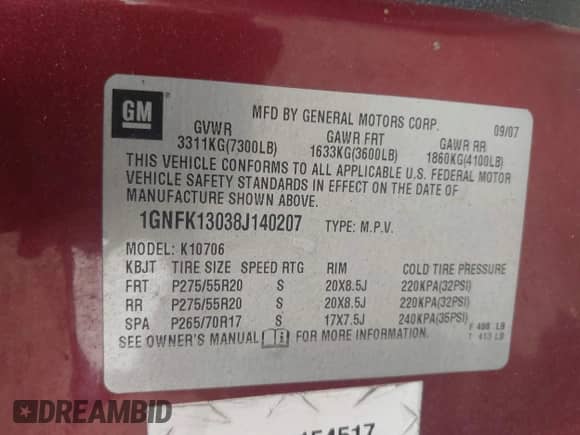 GM
MFD BY GENERAL MOTORS CORP. 09/07
GVWR GAWR FRT GAWR RR
3311KG(7300LB) 1633KG(3600LB) 1860KG(4100LB)
THIS VEHICLE CONFORMS TO ALL APPLICABLE U.S. FEDERAL MOTOR
VEHICLE SAFETY STANDARDS IN EFFECT ON THE DATE OF
MANUFACTURE SHOWN ABOVE.
1GNFK13038J140207 TYPE: M.P.V.
MODEL: K10706
KBJT TIRE SIZE SPEED RTG RIM COLD TIRE PRESSURE
FRT P275/55R20 S 20X8.5J 220KPA(32PSI)
RR P275/55R20 S 20X8.5J 220KPA(32PSI)
SPA P265/70R17 S 17X7.5J 240KPA(35PSI)
SEE OWNER'S MANUAL FOR MORE INFORMATION. F 498 LB
T 413 LB
DREAMBID